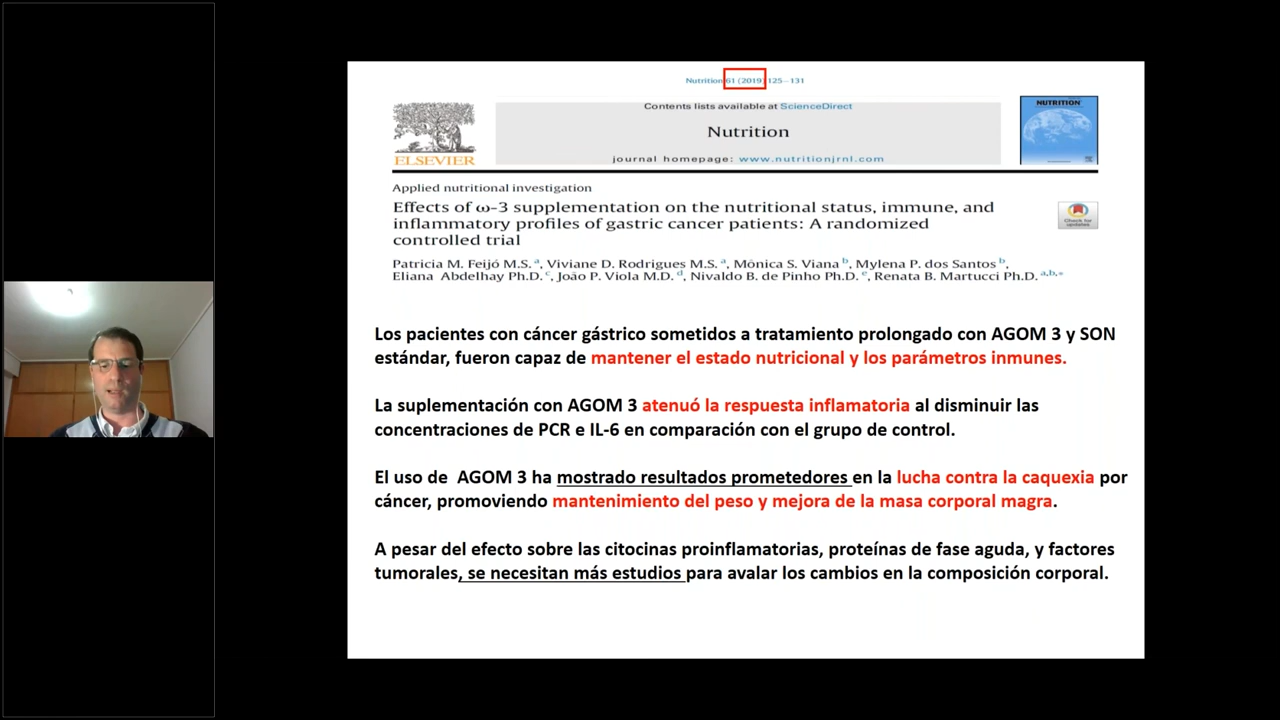 Nutrition 61 (2019) 125–131
Contents lists available at ScienceDirect
Nutrition
journal homepage: www.nutritionjrnl.com
ELSEVIER
NUTRITION
Applied nutritional investigation
Effects of ω-3 supplementation on the nutritional status, immune, and
inflammatory profiles of gastric cancer patients: A randomized
controlled trial
Check for
updates
Patricia M. Feijó M.S. a, Viviane D. Rodrigues M.S. a, Mônica S. Viana b, Mylena P. dos Santos b,
Eliana Abdelhay Ph.D. c, João P. Viola M.D. d, Nivaldo B. de Pinho Ph.D. e, Renata B. Martucci Ph.D. a,b,*
Los pacientes con cáncer gástrico sometidos a tratamiento prolongado con AGOM 3 y SON
estándar, fueron capaz de mantener el estado nutricional y los parámetros inmunes.
La suplementación con AGOM 3 atenuó la respuesta inflamatoria al disminuir las
concentraciones de PCR e IL-6 en comparación con el grupo de control.
El uso de AGOM 3 ha mostrado resultados prometedores en la lucha contra la caquexia por
cáncer, promoviendo mantenimiento del peso y mejora de la masa corporal magra.
A pesar del efecto sobre las citocinas proinflamatorias, proteínas de fase aguda, y factores
tumorales, se necesitan más estudios para avalar los cambios en la composición corporal.